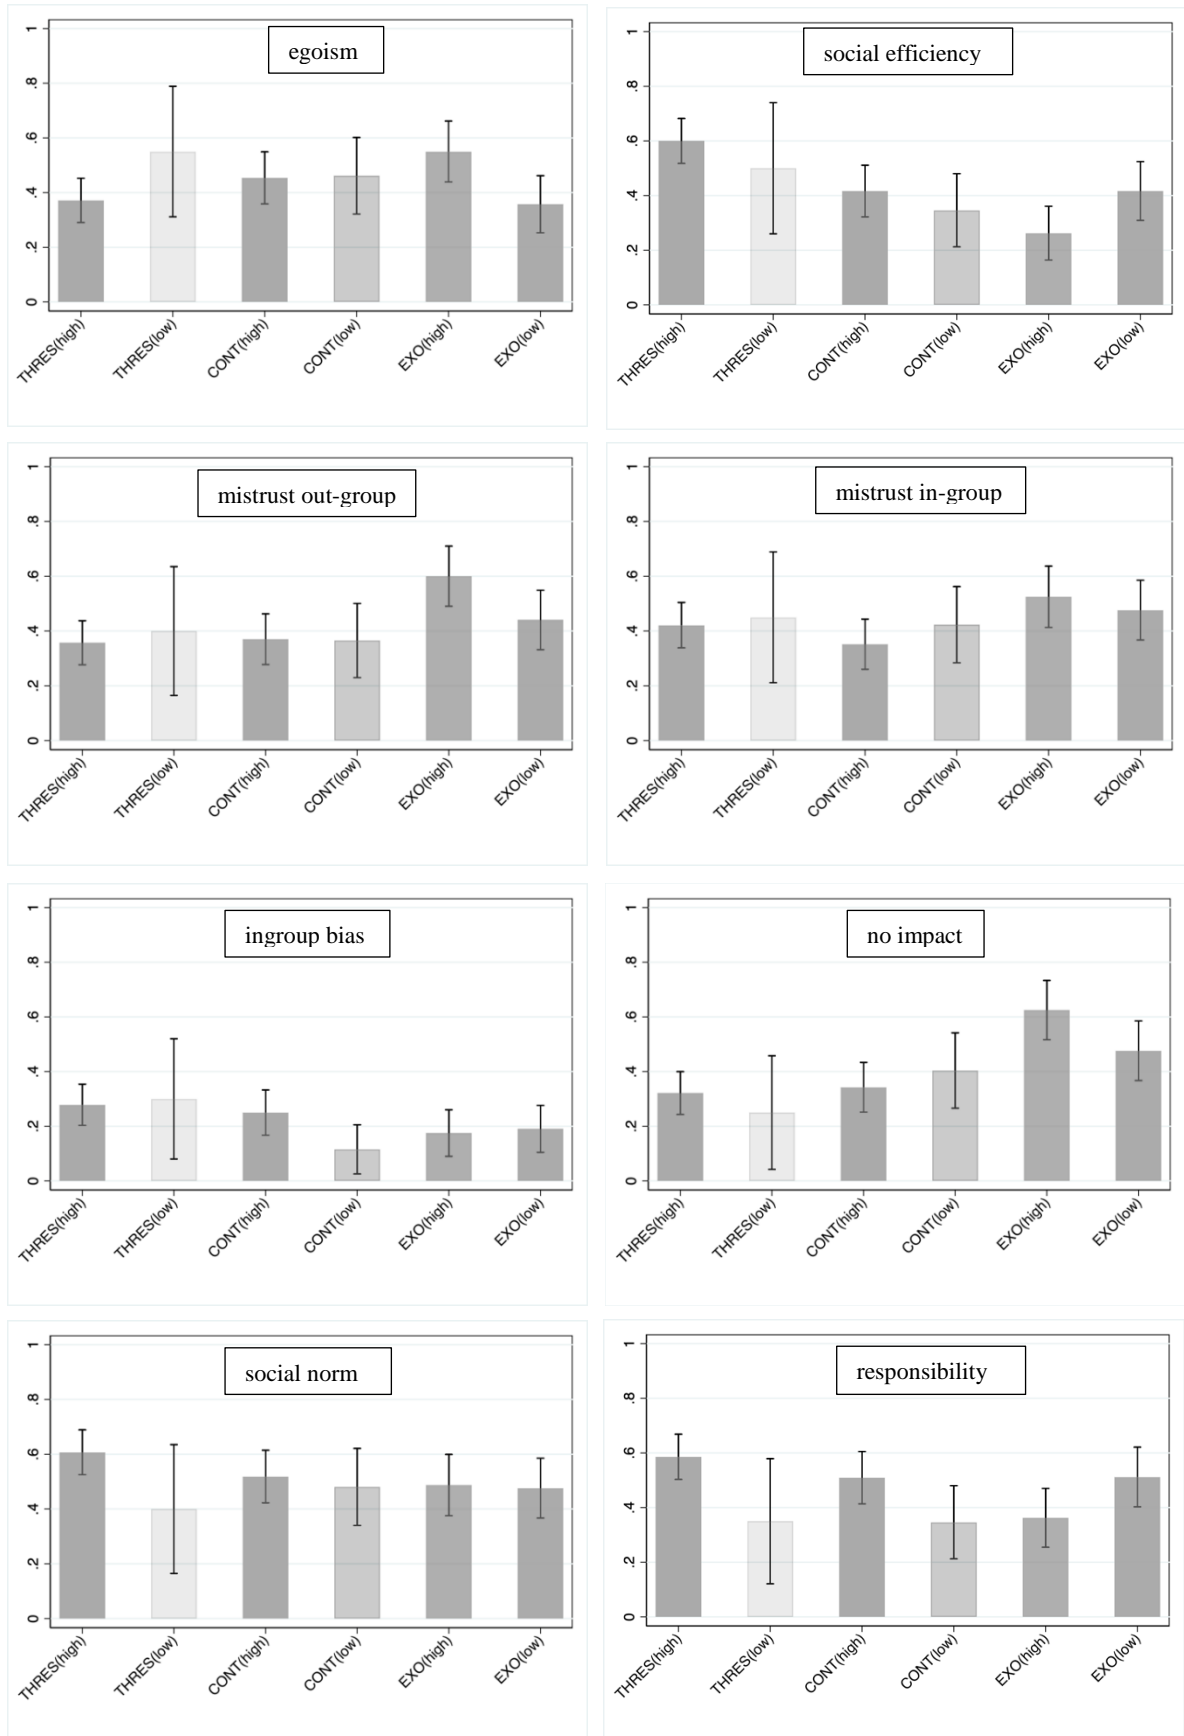 egoism
1
.8
.6
.4
.2
0
THRES(high)
THRES(low)
CONT(high)
CONT(low)
EXO(high)
EXO(low)
social efficiency
1
.8
.6
.4
.2
0
THRES(high)
THRES(low)
CONT(high)
CONT(low)
EXO(high)
EXO(low)
mistrust out-group
1
.8
.6
.4
.2
0
THRES(high)
THRES(low)
CONT(high)
CONT(low)
EXO(high)
EXO(low)
mistrust in-group
1
.8
.6
.4
.2
0
THRES(high)
THRES(low)
CONT(high)
CONT(low)
EXO(high)
EXO(low)
ingroup bias
1
.8
.6
.4
.2
0
THRES(high)
THRES(low)
CONT(high)
CONT(low)
EXO(high)
EXO(low)
no impact
1
.8
.6
.4
.2
0
THRES(high)
THRES(low)
CONT(high)
CONT(low)
EXO(high)
EXO(low)
social norm
1
.8
.6
.4
.2
0
THRES(high)
THRES(low)
CONT(high)
CONT(low)
EXO(high)
EXO(low)
responsibility
1
.8
.6
.4
.2
0
THRES(high)
THRES(low)
CONT(high)
CONT(low)
EXO(high)
EXO(low)